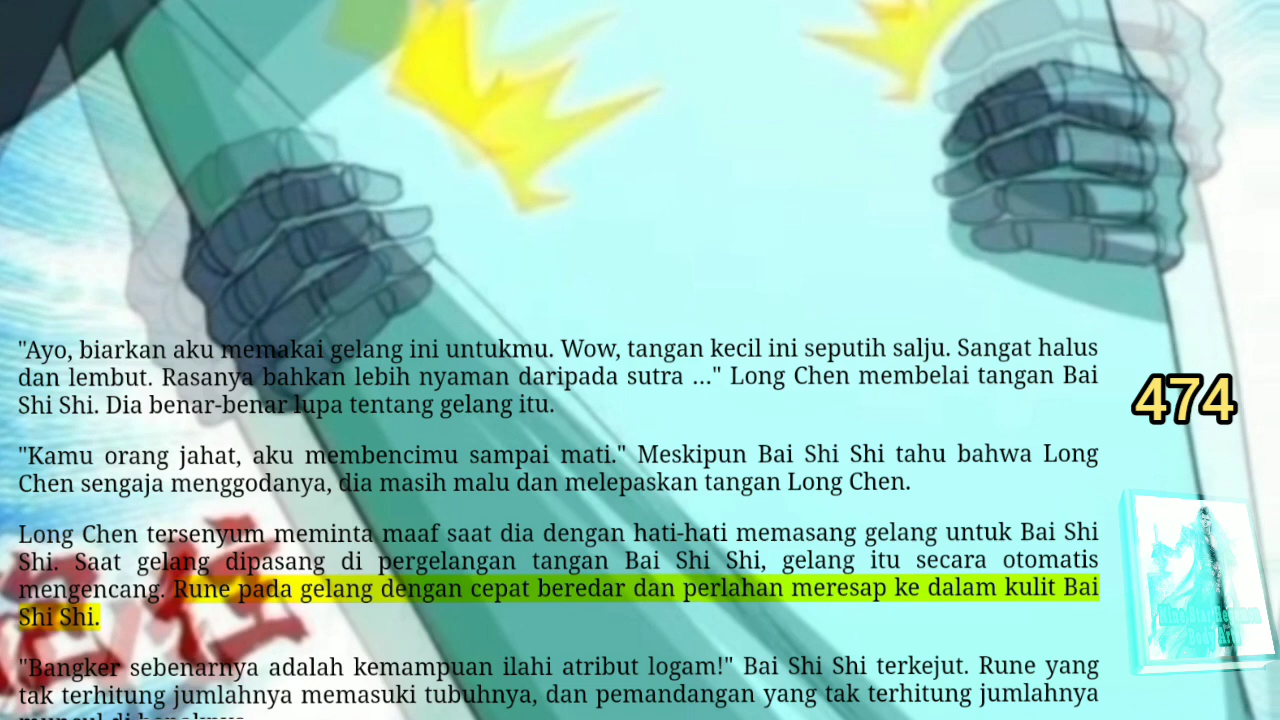 "Ayo, biarkan aku memakai gelang ini untukmu. Wow, tangan kecil ini seputih salju. Sangat halus
dan lembut. Rasanya bahkan lebih nyaman daripada sutra ..." Long Chen membelai tangan Bai
Shi Shi. Dia benar-benar lupa tentang gelang itu.
"Kamu orang jahat, aku membencimu sampai mati." Meskipun Bai Shi Shi tahu bahwa Long
Chen sengaja menggodanya, dia masih malu dan melepaskan tangan Long Chen.
Long Chen tersenyum meminta maaf saat dia dengan hati-hati memasang gelang untuk Bai Shi
Shi. Saat gelang dipasang di pergelangan tangan Bai Shi Shi, gelang itu secara otomatis
mengencang. Rune pada gelang dengan cepat beredar dan perlahan meresap ke dalam kulit Bai
Shi Shi.
"Bangker sebenarnya adalah kemampuan ilahi atribut logam!" Bai Shi Shi terkejut. Rune yang
tak terhitung jumlahnya memasuki tubuhnya, dan pemandangan yang tak terhitung jumlahnya
474
Nine Star Hegemon
Body Art